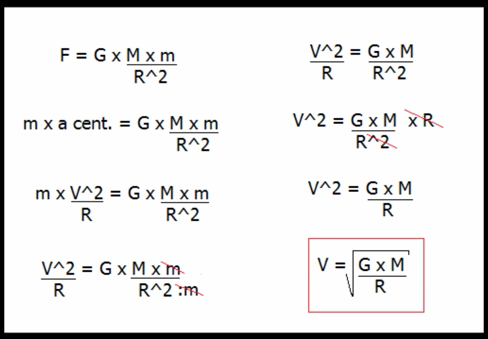 F = G x M x m
R^2
m x a cent. = G x M x m
R^2
m x V^2 = G x M x m
R R^2
V^2 = G x M x m
R R^2 :m
V^2 = G x M
R R^2
V^2 = G x M x R
R^2
V^2 = G x M
R
V = √ G x M
R